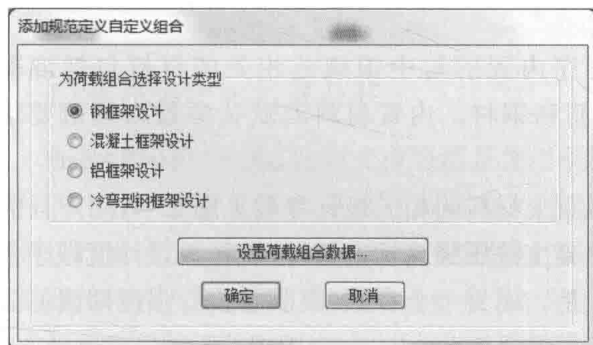 添加规范定义自定义组合
为荷载组合选择设计类型
钢框架设计
混凝土框架设计
铝框架设计
冷弯型钢框架设计
设置荷载组合数据...
确定
取消